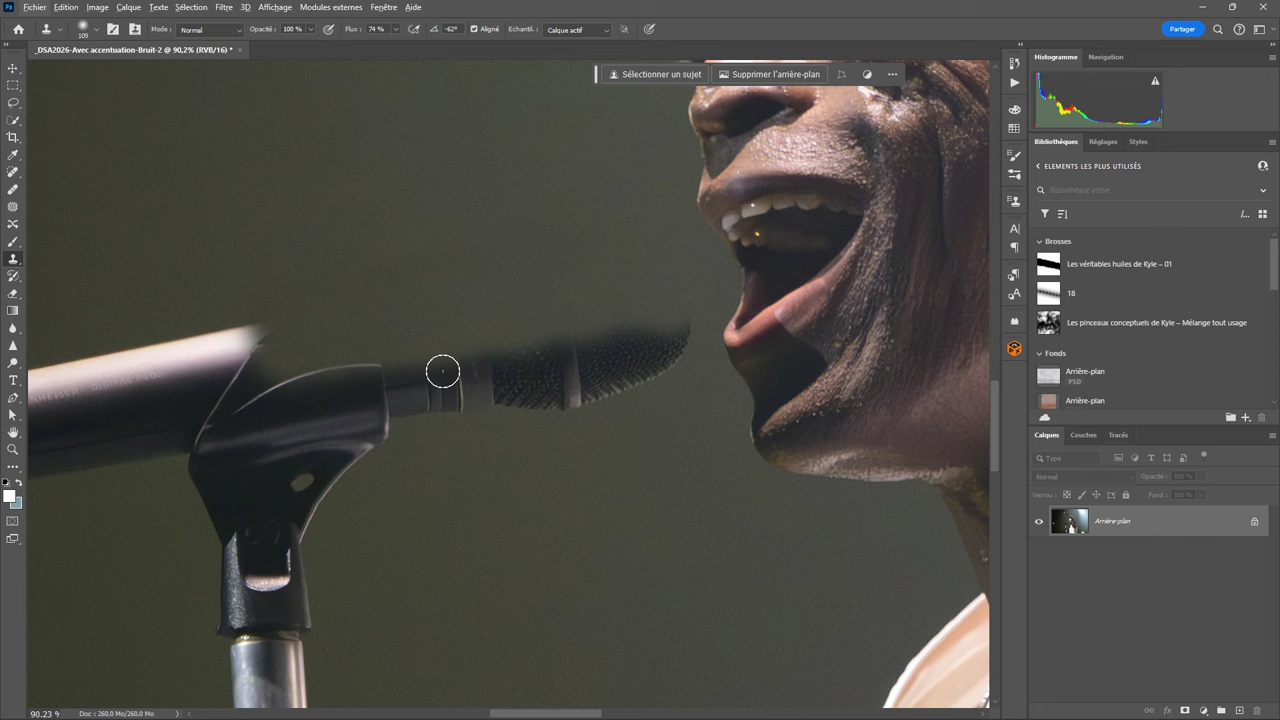 Ps Fichier Edition Image Calque Texte Sélection Filtre 3D Affichage Modules externes Fenêtre Aide
109 Mode : Normal Opacité : 100 % Flux : 74 % -62° Aligné Echantil. : Calque actif Partager
_DSA2026-Avec accentuation-Bruit-2 @ 90,2% (RVB/16) *
Histogramme Navigation
Sélectionner un sujet Supprimer l'arrière-plan
Bibliothèques Réglages Styles
ELEMENTS LES PLUS UTILISÉS
Bibliothèque active
Brosses
Les véritables huiles de Kyle – 01
18
Les pinceaux conceptuels de Kyle – Mélange tout usage
Fonds
Arrière-plan
PSD
Arrière-plan
Calques Couches Tracés
Type
Normal Opacité : 100 %
Verrou : Fond : 100 %
Arrière-plan
90.23 % Doc : 260,0 Mo/260,0 Mo